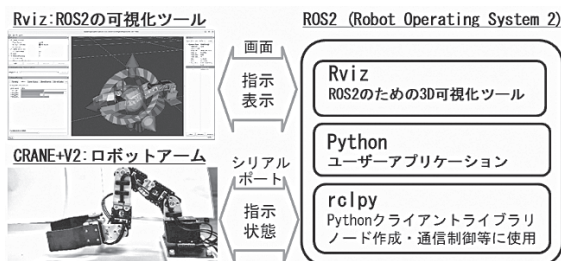 Rviz:ROS2の可視化ツール
画面
指示
表示
CRANE+V2:ロボットアーム
シリアル
ポート
指示
状態
ROS2 (Robot Operating System 2)
Rviz
ROS2のための3D可視化ツール
Python
ユーザーアプリケーション
rclpy
Pythonクライアントライブラリ
ノード作成・通信制御等に使用